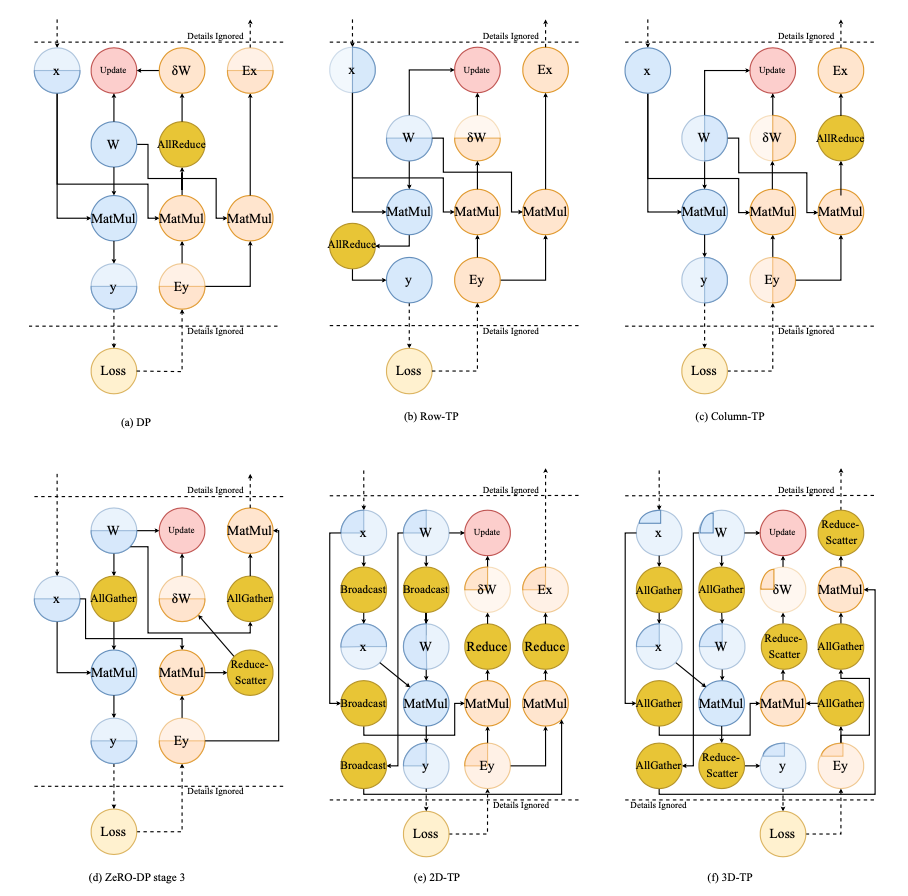 Details Ignored Details Ignored Details Ignored
x Update δW Ex x Update Ex x Update Ex
W AllReduce W δW W δW AllReduce
MatMul MatMul MatMul MatMul MatMul MatMul MatMul MatMul MatMul
AllReduce
y Ey y Ey y Ey
Details Ignored Details Ignored Details Ignored
Loss Loss Loss
(a) DP (b) Row-TP (c) Column-TP
Details Ignored Details Ignored Details Ignored
W Update MatMul x W Update x W Update Reduce-
Scatter
x AllGather δW AllGather Broadcast Broadcast δW Ex AllGather AllGather δW MatMul
MatMul MatMul Reduce-
Scatter x W Reduce Reduce x W Reduce-
Scatter AllGather
Broadcast MatMul MatMul MatMul AllGather MatMul MatMul AllGather
y Ey Broadcast y Ey AllGather Reduce-
Scatter y Ey
Details Ignored Details Ignored Details Ignored
Loss Loss Loss
(d) ZeRO-DP stage 3 (e) 2D-TP (f) 3D-TP